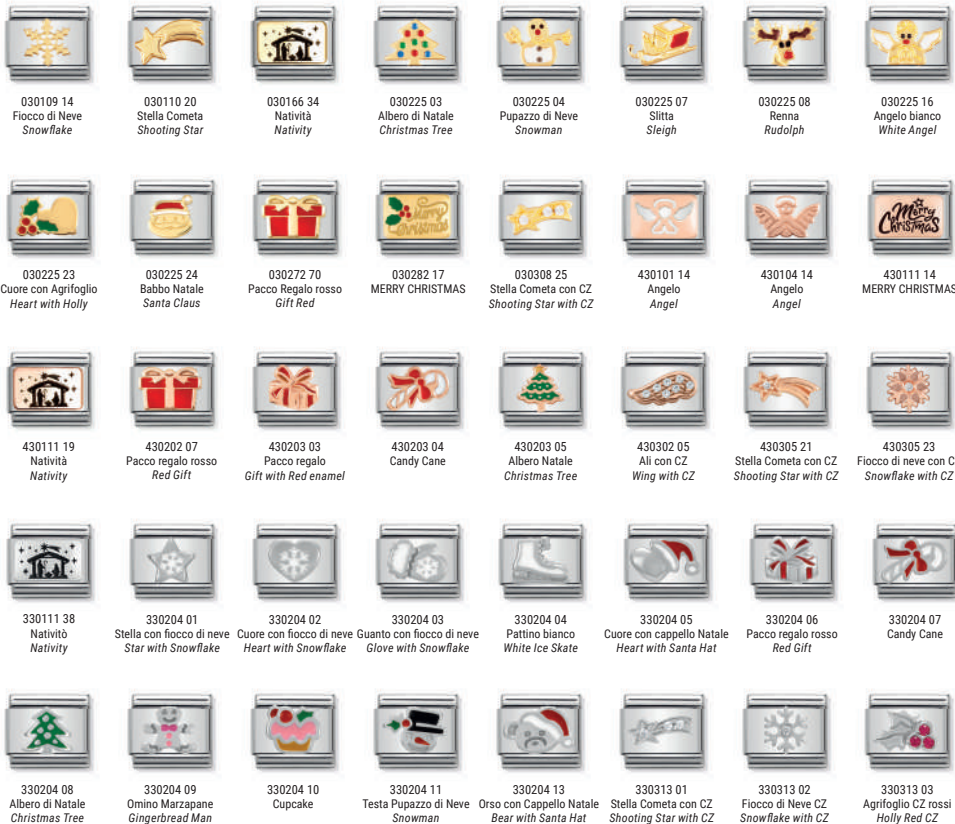 030109 14
Fiocco di Neve
Snowflake
030110 20
Stella Cometa
Shooting Star
030166 34
Natività
Nativity
030225 03
Albero di Natale
Christmas Tree
030225 04
Pupazzo di Neve
Snowman
030225 07
Slitta
Sleigh
030225 08
Renna
Rudolph
030225 16
Angelo bianco
White Angel
Merry
Christmas
Merry
Christmas
030225 23
Cuore con Agrifoglio
Heart with Holly
030225 24
Babbo Natale
Santa Claus
030272 70
Pacco Regalo rosso
Gift Red
030282 17
MERRY CHRISTMAS
030308 25
Stella Cometa con CZ
Shooting Star with CZ
430101 14
Angelo
Angel
430104 14
Angelo
Angel
430111 14
MERRY CHRISTMAS
430111 19
Natività
Nativity
430202 07
Pacco regalo rosso
Red Gift
430203 03
Pacco regalo
Gift with Red enamel
430203 04
Candy Cane
430203 05
Albero Natale
Christmas Tree
430302 05
Ali con CZ
Wing with CZ
430305 21
Stella Cometa con CZ
Shooting Star with CZ
430305 23
Fiocco di neve con C
Snowflake with CZ
330111 38
Nativitò
Nativity
330204 01
Stella con fiocco di neve
Star with Snowflake
330204 02
Cuore con fiocco di neve
Heart with Snowflake
330204 03
Guanto con fiocco di neve
Glove with Snowflake
330204 04
Pattino bianco
White Ice Skate
330204 05
Cuore con cappello Natale
Heart with Santa Hat
330204 06
Pacco regalo rosso
Red Gift
330204 07
Candy Cane
330204 08
Albero di Natale
Christmas Tree
330204 09
Omino Marzapane
Gingerbread Man
330204 10
Cupcake
330204 11
Testa Pupazzo di Neve
Snowman
330204 13
Orso con Cappello Natale
Bear with Santa Hat
330313 01
Stella Cometa con CZ
Shooting Star with CZ
330313 02
Fiocco di Neve CZ
Snowflake with CZ
330313 03
Agrifoglio CZ rossi
Holly Red CZ